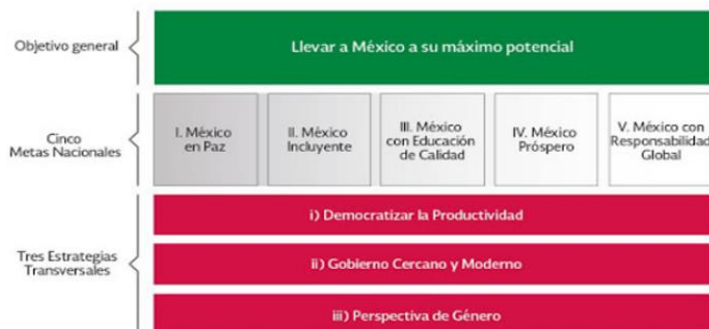 Objetivo general
Llevar a México a su máximo potencial
Cinco
Metas Nacionales
I. México
en Paz
II. México
Incluyente
III. México
con Educación
de Calidad
IV. México
Próspero
V. México con
Responsabilidad
Global
Tres Estrategias
Transversales
i) Democratizar la Productividad
ii) Gobierno Cercano y Moderno
iii) Perspectiva de Género